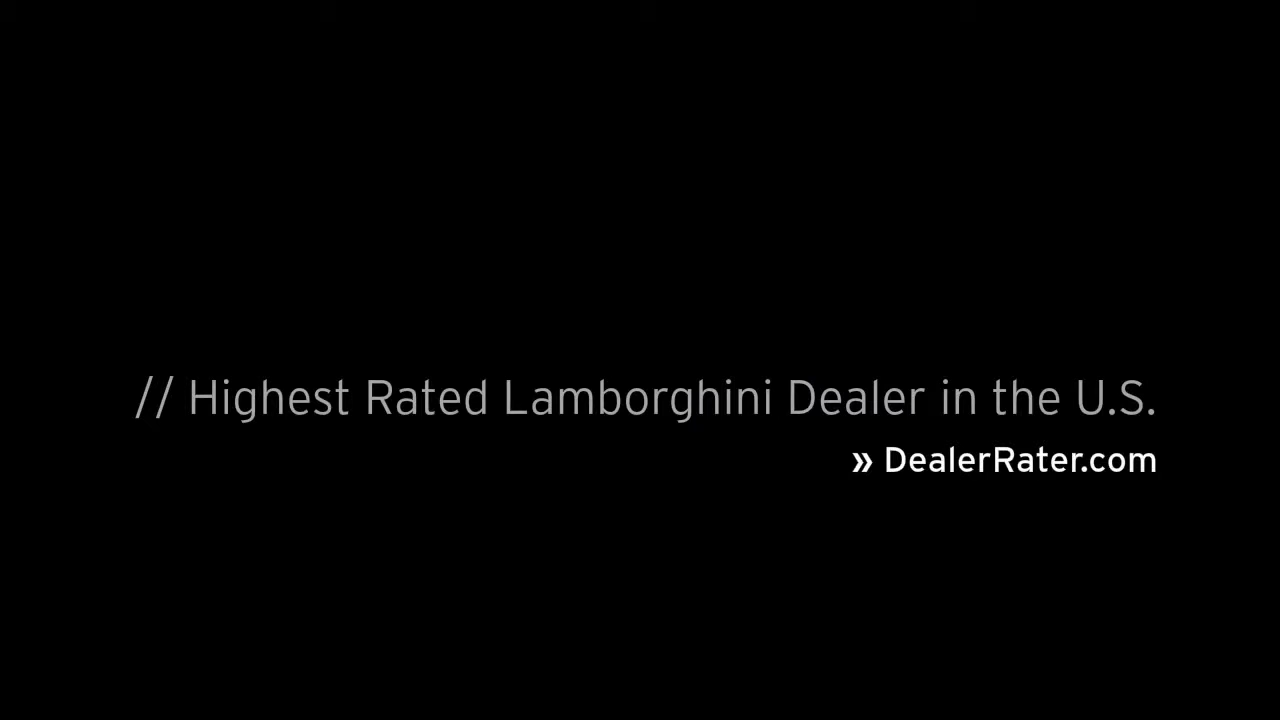 // Highest Rated Lamborghini Dealer in the U.S.
» DealerRater.com